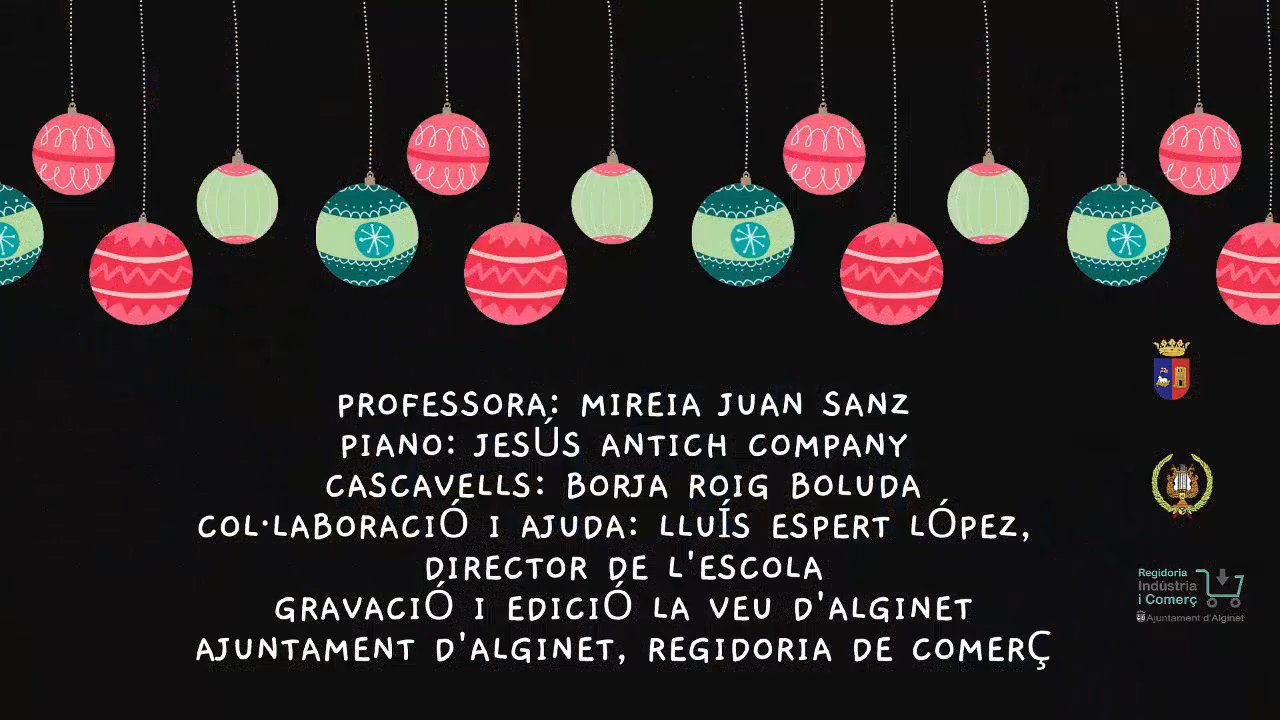 PROFESSORA: MIREIA JUAN SANZ
PIANO: JESÚS ANTICH COMPANY
CASCAVELLS: BORJA ROIG BOLUDA
COL·LABORACIÓ I AJUDA: LLUÍS ESPERT LÓPEZ,
DIRECTOR DE L'ESCOLA
GRAVACIÓ I EDICIÓ LA VEU D'ALGINET
AJUNTAMENT D'ALGINET, REGIDORIA DE COMERÇ
Regidoria
Indústria
i Comerç
Ajuntament d'Alginet